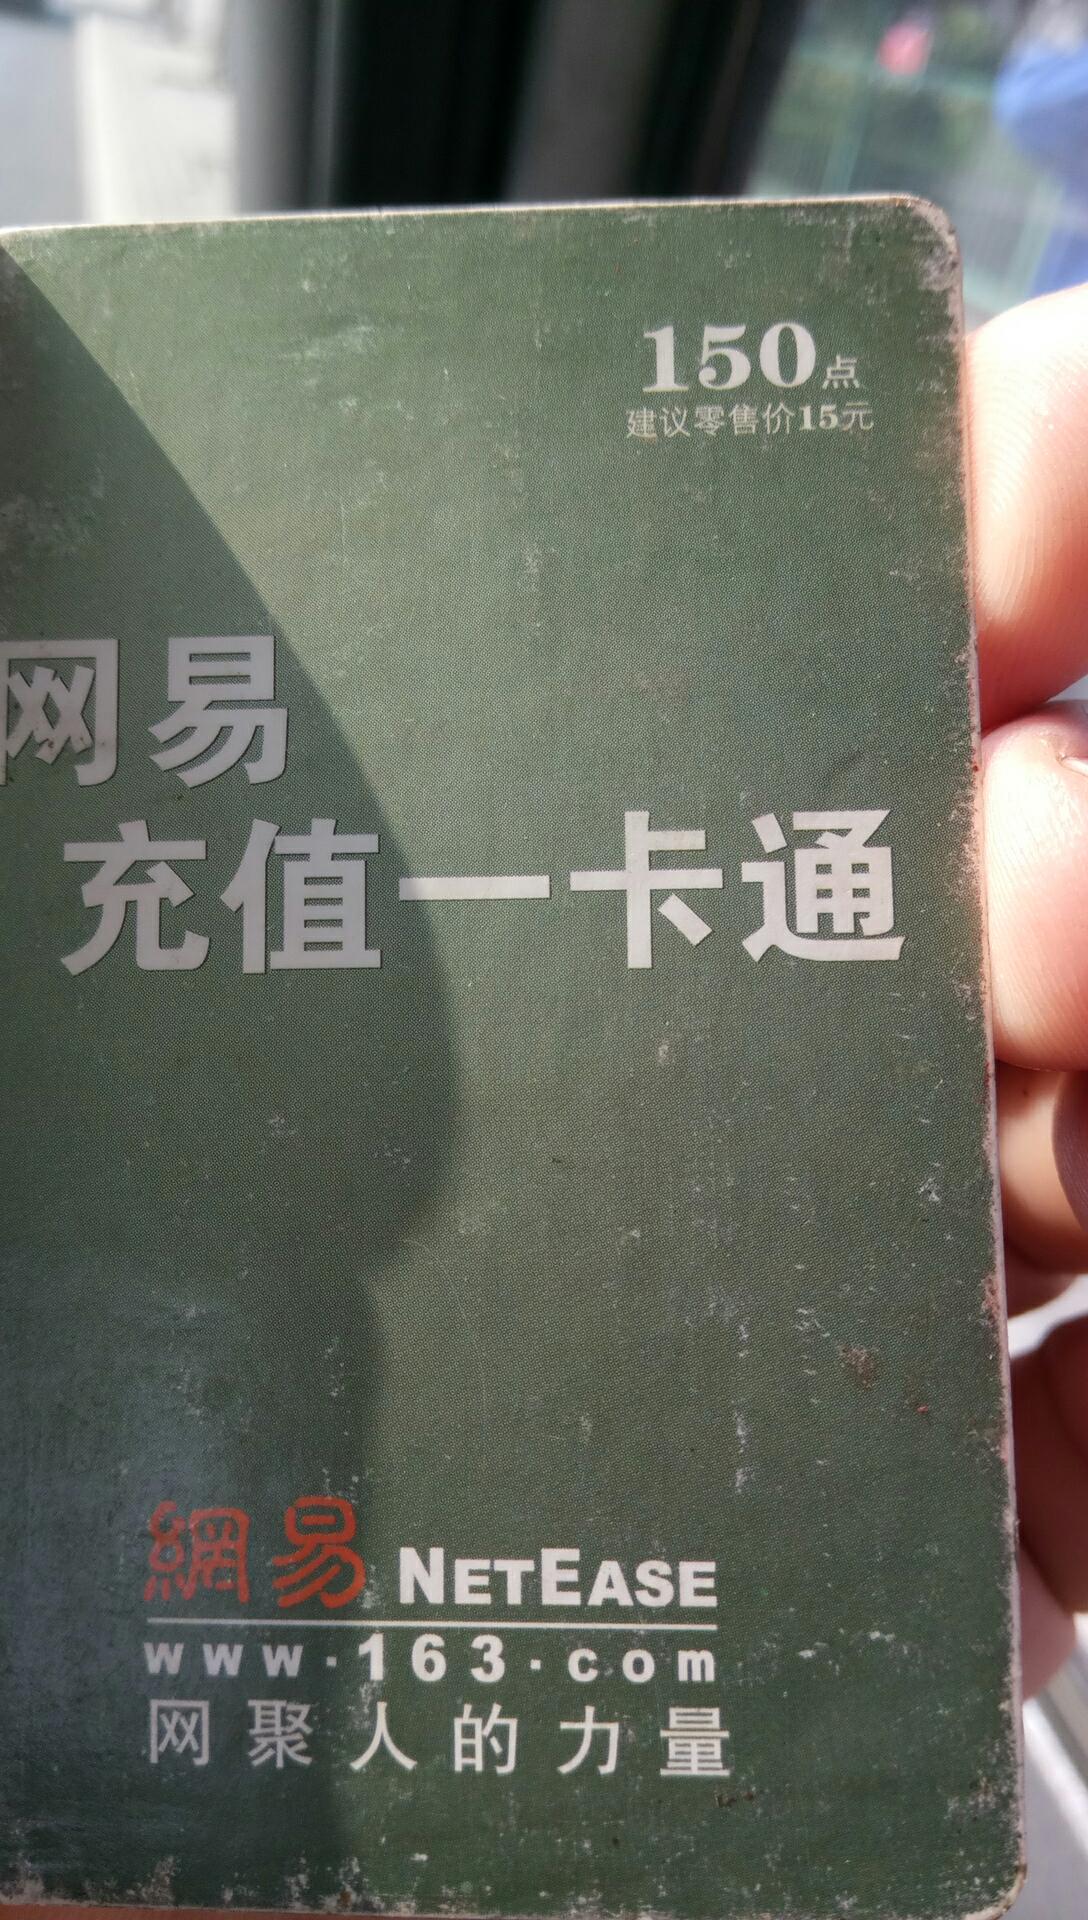 150点
建议零售价15元
网易
充值一卡通
網易 NETEASE
www.163.com
网聚人的力量